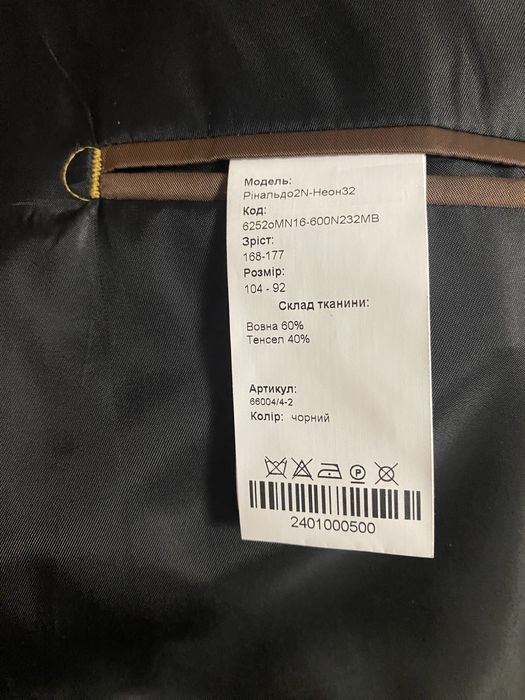 Модель:
Рінальдо2N-Неон32
Код:
6252оMN16-600N232MB
Зріст:
168-177
Розмір:
104 - 92
Склад тканини:
Вовна 60%
Тенсел 40%
Артикул:
66004/4-2
Колір: чорний
P
2401000500